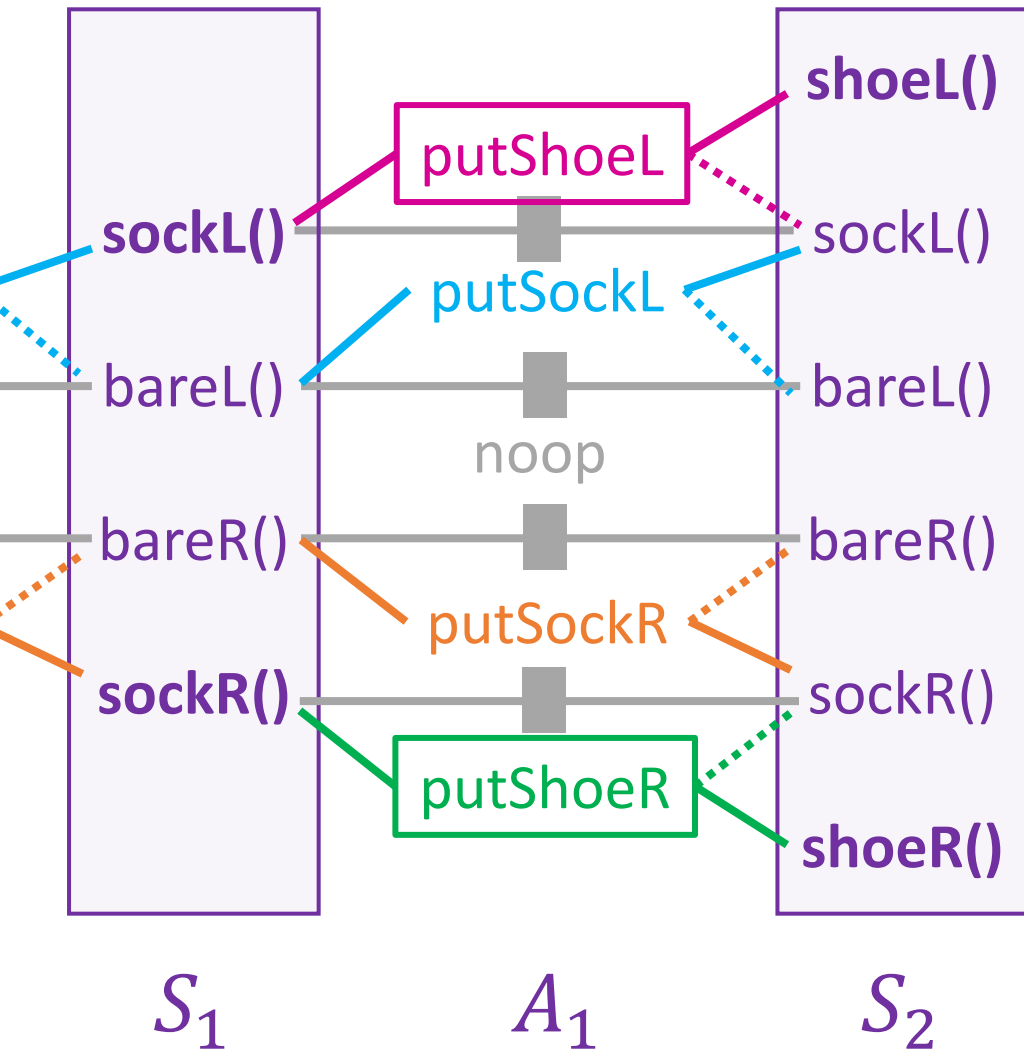 shoeL()
putShoeL
sockL()
sockL()
putSockL
bareL()
bareL()
noop
bareR()
bareR()
putSockR
sockR()
sockR()
putShoeR
shoeR()
S1
A1
S2